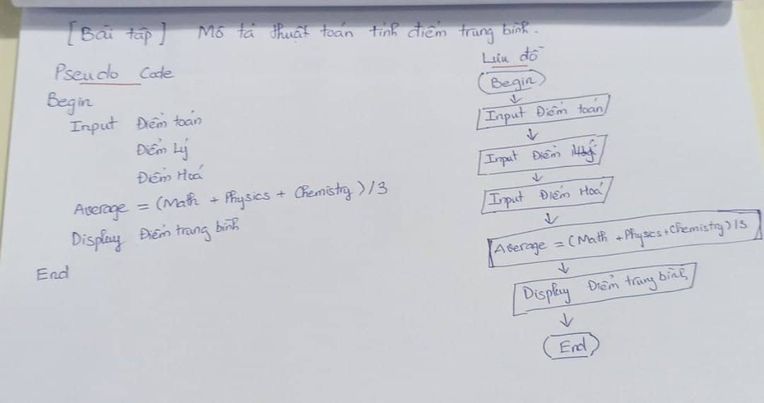 [Bài tập] Mô tả thuật toán tính điểm trung bình.
Pseudo Code
Begin
Input Điểm toán
Điểm Lý
Điểm Hoá
Average = (Math + Physics + Chemistry)/3
Display Điểm trung bình
End
Lưu đồ
Begin
Input Điểm toán
Input Điểm Lý
Input Điểm Hoá
Average = (Math + Physics + Chemistry)/3
Display Điểm trung bình
End